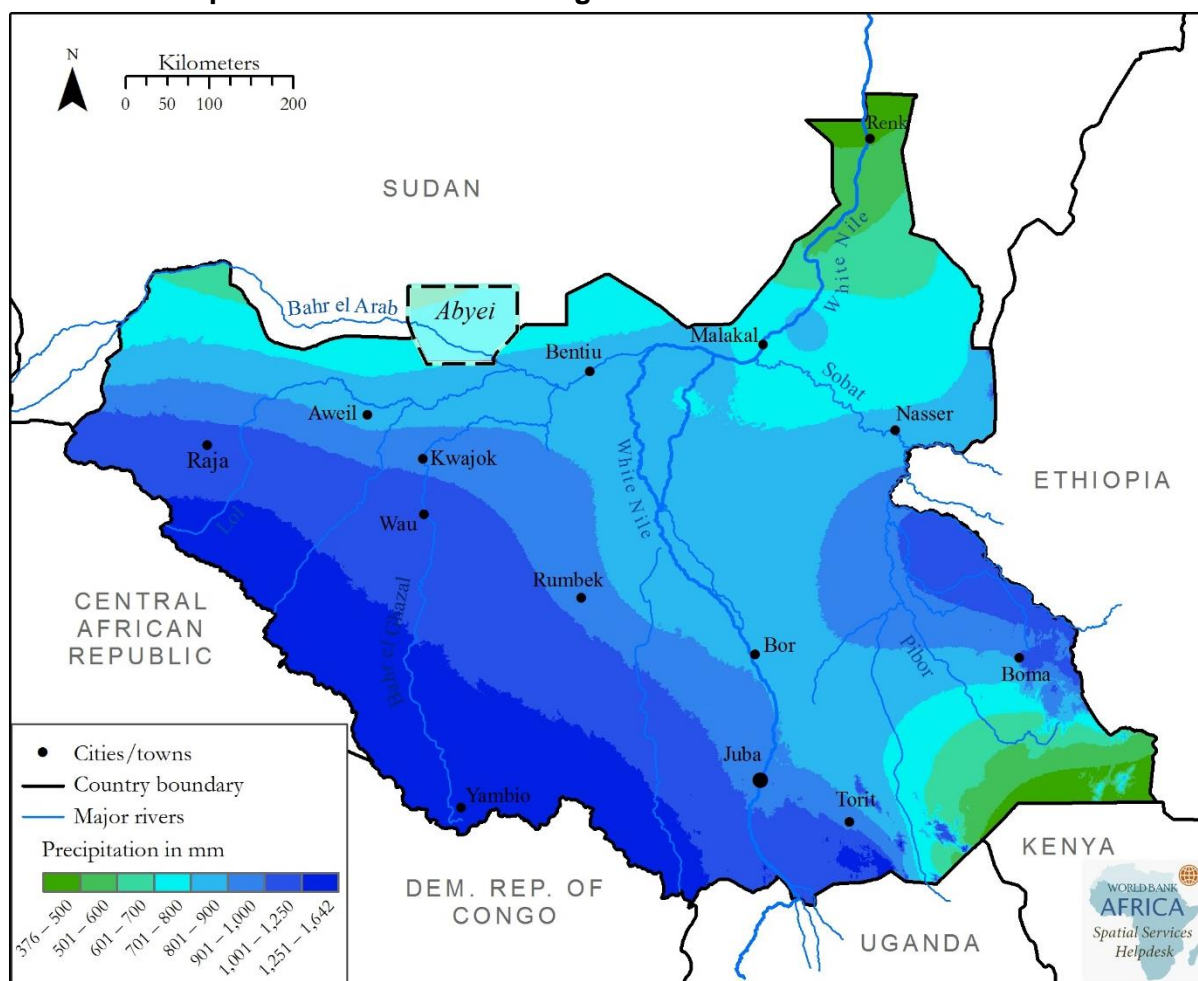 N
Kilometers
0 50 100 200
Renk
SUDAN
White Nile
Bahr el Arab
Abyei
Malakal
Bentiu
Sobat
Aweil
Nasser
Raja
Kwajok
White Nile
ETHIOPIA
Lol
Wau
Rumbek
CENTRAL
AFRICAN
REPUBLIC
Bahr el Ghazal
Bor
Pibor
Boma
Juba
Yambio
Torit
KENYA
DEM. REP. OF
CONGO
UGANDA
Cities/towns
Country boundary
Major rivers
Precipitation in mm
376 – 500
501 – 600
601 – 700
701 – 800
801 – 900
901 – 1,000
1,001 – 1,250
1,251 – 1,642
WORLD BANK
AFRICA
Spatial Services
Helpdesk